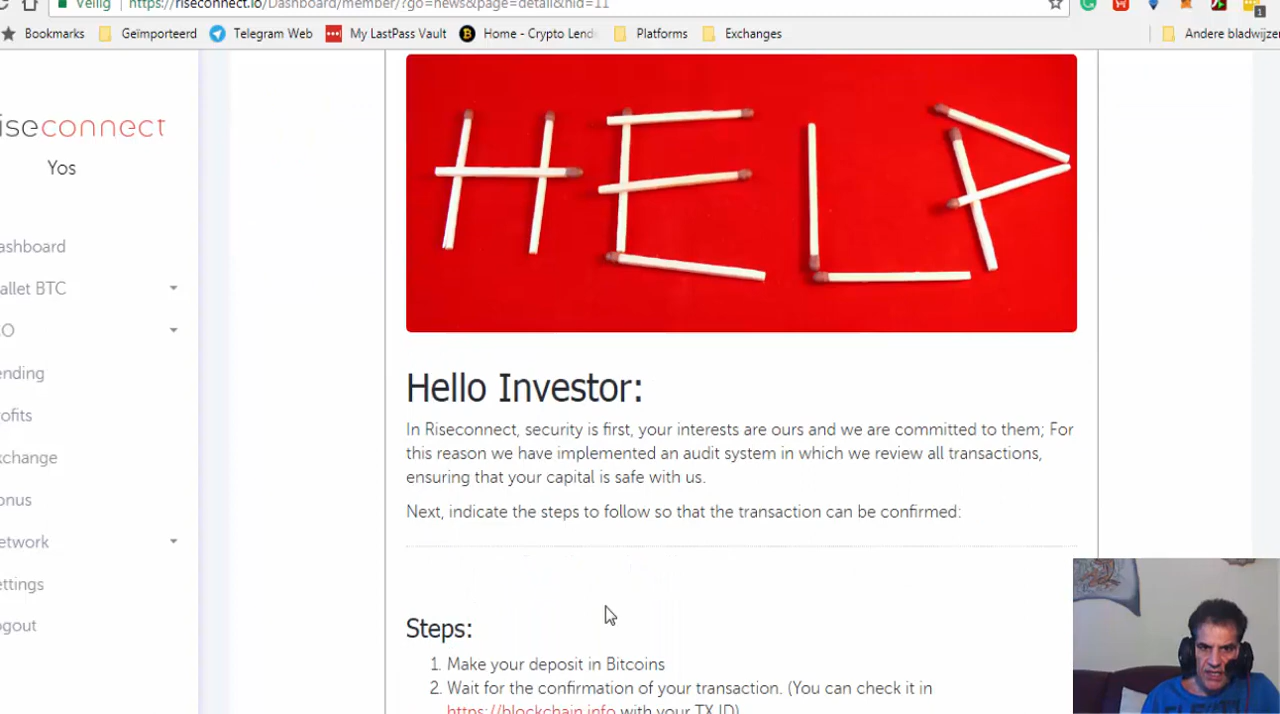 Veilig
https://riseconnect.io/Dashboard/member/?go=news&page=detail&nid=11
Bookmarks
Geïmporteerd
Telegram Web
My LastPass Vault
Home - Crypto Lend
Platforms
Exchanges
Andere bladwijzer
1
iseconnect
Yos
ashboard
allet BTC
O
ending
ofits
xchange
onus
etwork
ettings
ogout
HELP
Hello Investor:
In Riseconnect, security is first, your interests are ours and we are committed to them; For
this reason we have implemented an audit system in which we review all transactions,
ensuring that your capital is safe with us.
Next, indicate the steps to follow so that the transaction can be confirmed:
Steps:
1. Make your deposit in Bitcoins
2. Wait for the confirmation of your transaction. (You can check it in
https://blockchain.info with your TX ID)